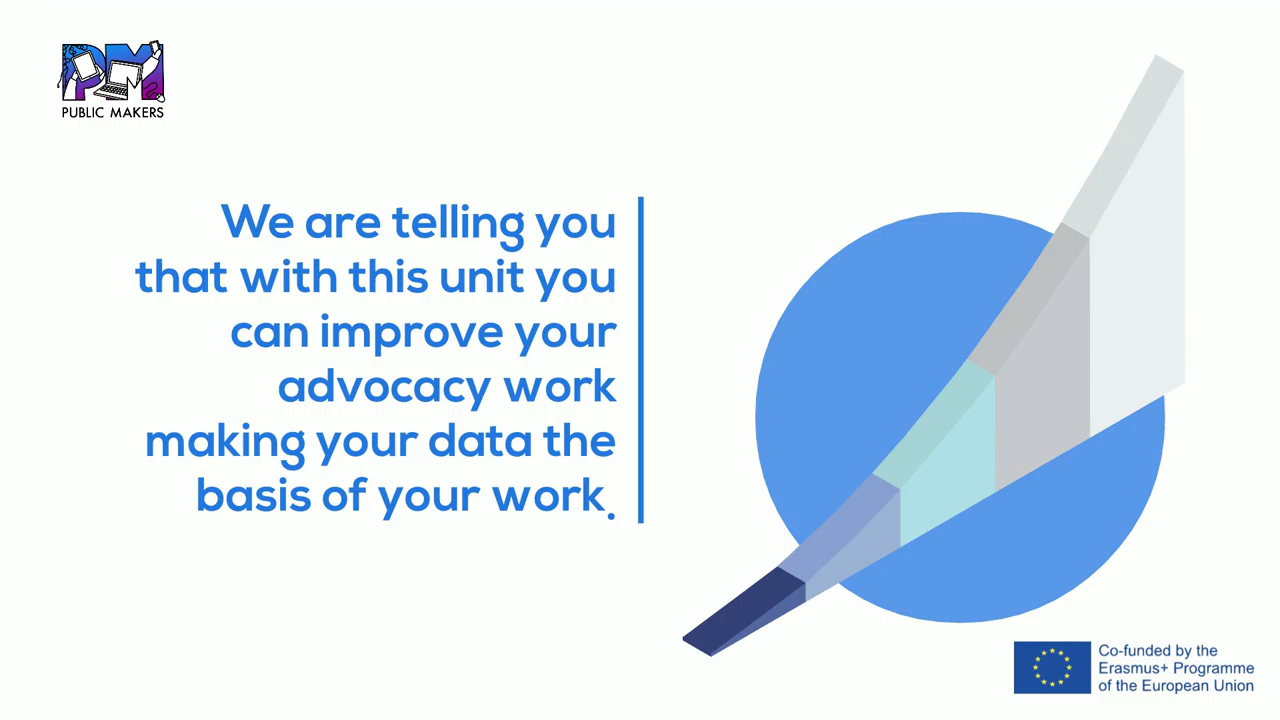 PM
PUBLIC MAKERS
We are telling you
that with this unit you
can improve your
advocacy work
making your data the
basis of your work.
Co-funded by the
Erasmus+ Programme
of the European Union